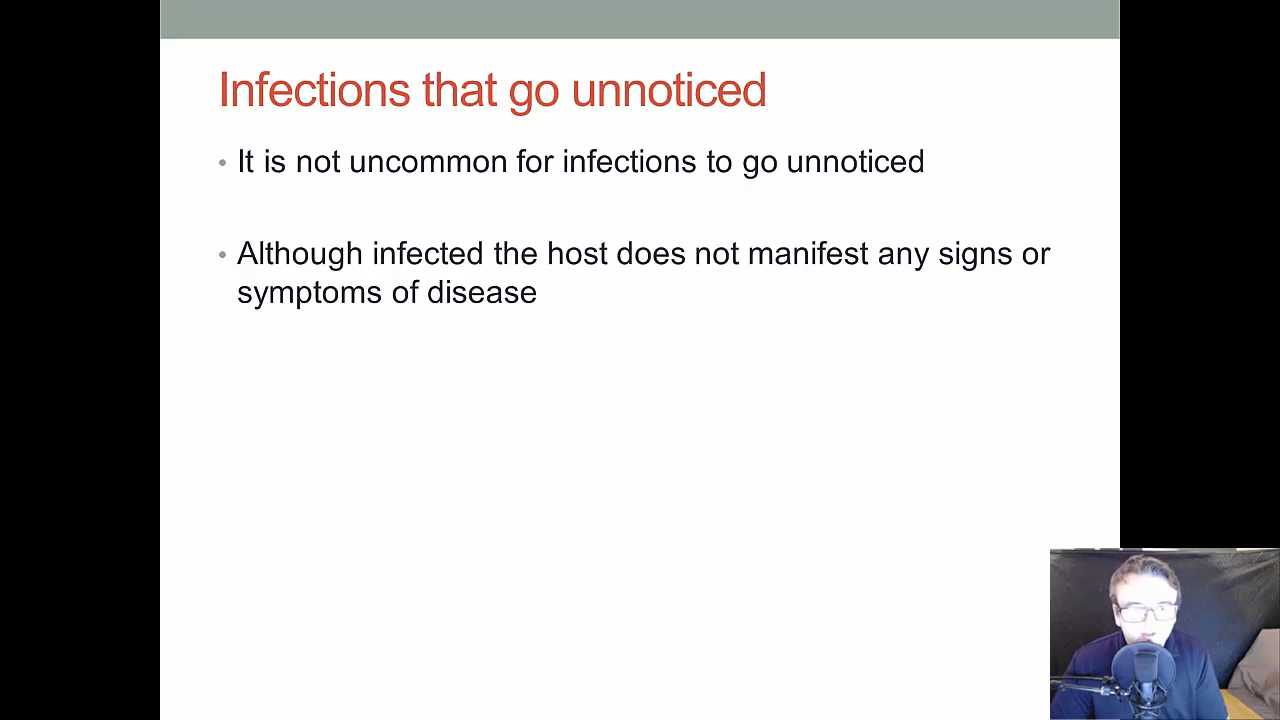 Infections that go unnoticed
• It is not uncommon for infections to go unnoticed
• Although infected the host does not manifest any signs or
symptoms of disease